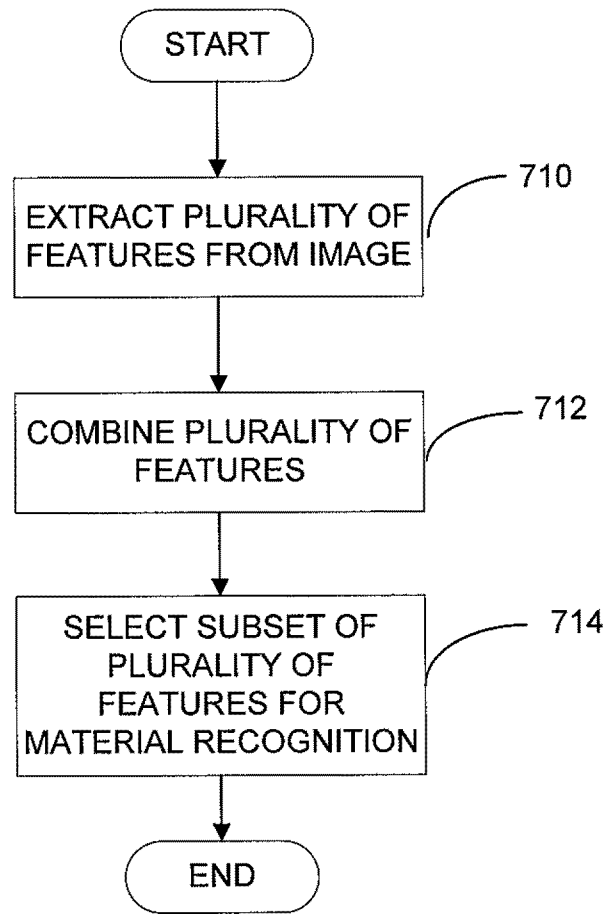 START
710
EXTRACT PLURALITY OF
FEATURES FROM IMAGE
712
COMBINE PLURALITY OF
FEATURES
714
SELECT SUBSET OF
PLURALITY OF
FEATURES FOR
MATERIAL RECOGNITION
END